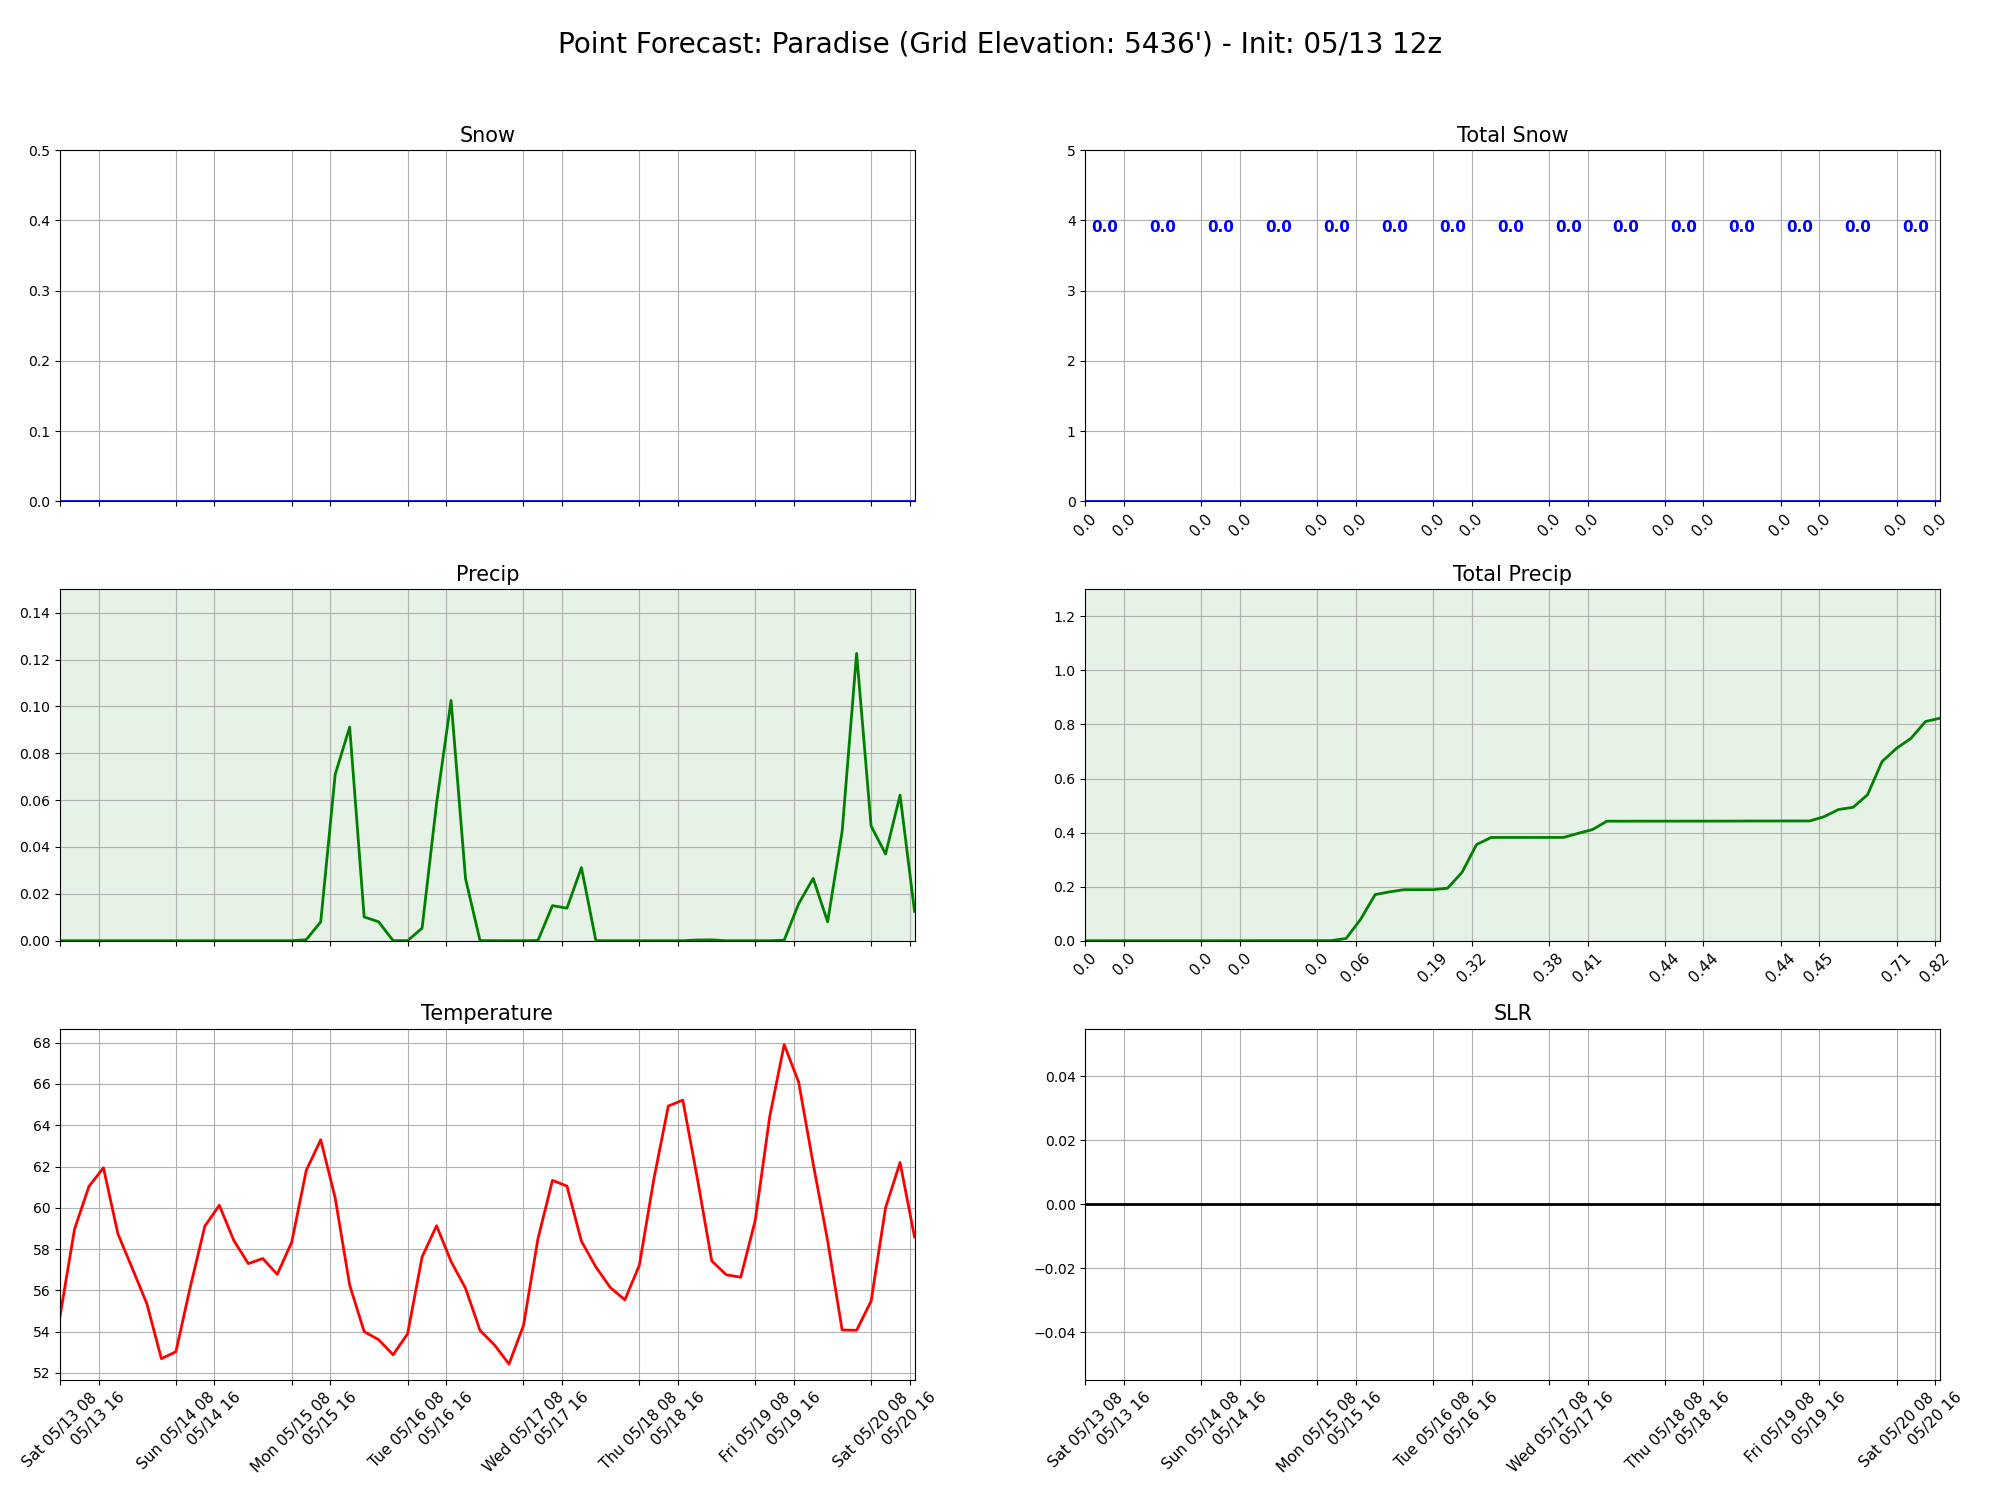 Point Forecast: Paradise (Grid Elevation: 5436') - Init: 05/13 12z
Snow
0.5
0.4
0.3
0.2
0.1
0.0
Total Snow
5
4
3
2
1
0
0.0 0.0 0.0 0.0 0.0 0.0 0.0 0.0 0.0 0.0 0.0 0.0 0.0 0.0 0.0
0.0 0.0 0.0 0.0 0.0 0.0 0.0 0.0 0.0 0.0 0.0 0.0 0.0 0.0 0.0 0.0
Precip
0.14
0.12
0.10
0.08
0.06
0.04
0.02
0.00
Total Precip
1.2
1.0
0.8
0.6
0.4
0.2
0.0
0.0 0.0 0.0 0.0 0.0 0.06 0.19 0.32 0.38 0.41 0.44 0.44 0.44 0.45 0.71 0.82
Temperature
68
66
64
62
60
58
56
54
52
Sat 05/13 08
05/13 16
Sun 05/14 08
05/14 16
Mon 05/15 08
05/15 16
Tue 05/16 08
05/16 16
Wed 05/17 08
05/17 16
Thu 05/18 08
05/18 16
Fri 05/19 08
05/19 16
Sat 05/20 08
05/20 16
SLR
0.04
0.02
0.00
−0.02
−0.04
Sat 05/13 08
05/13 16
Sun 05/14 08
05/14 16
Mon 05/15 08
05/15 16
Tue 05/16 08
05/16 16
Wed 05/17 08
05/17 16
Thu 05/18 08
05/18 16
Fri 05/19 08
05/19 16
Sat 05/20 08
05/20 16